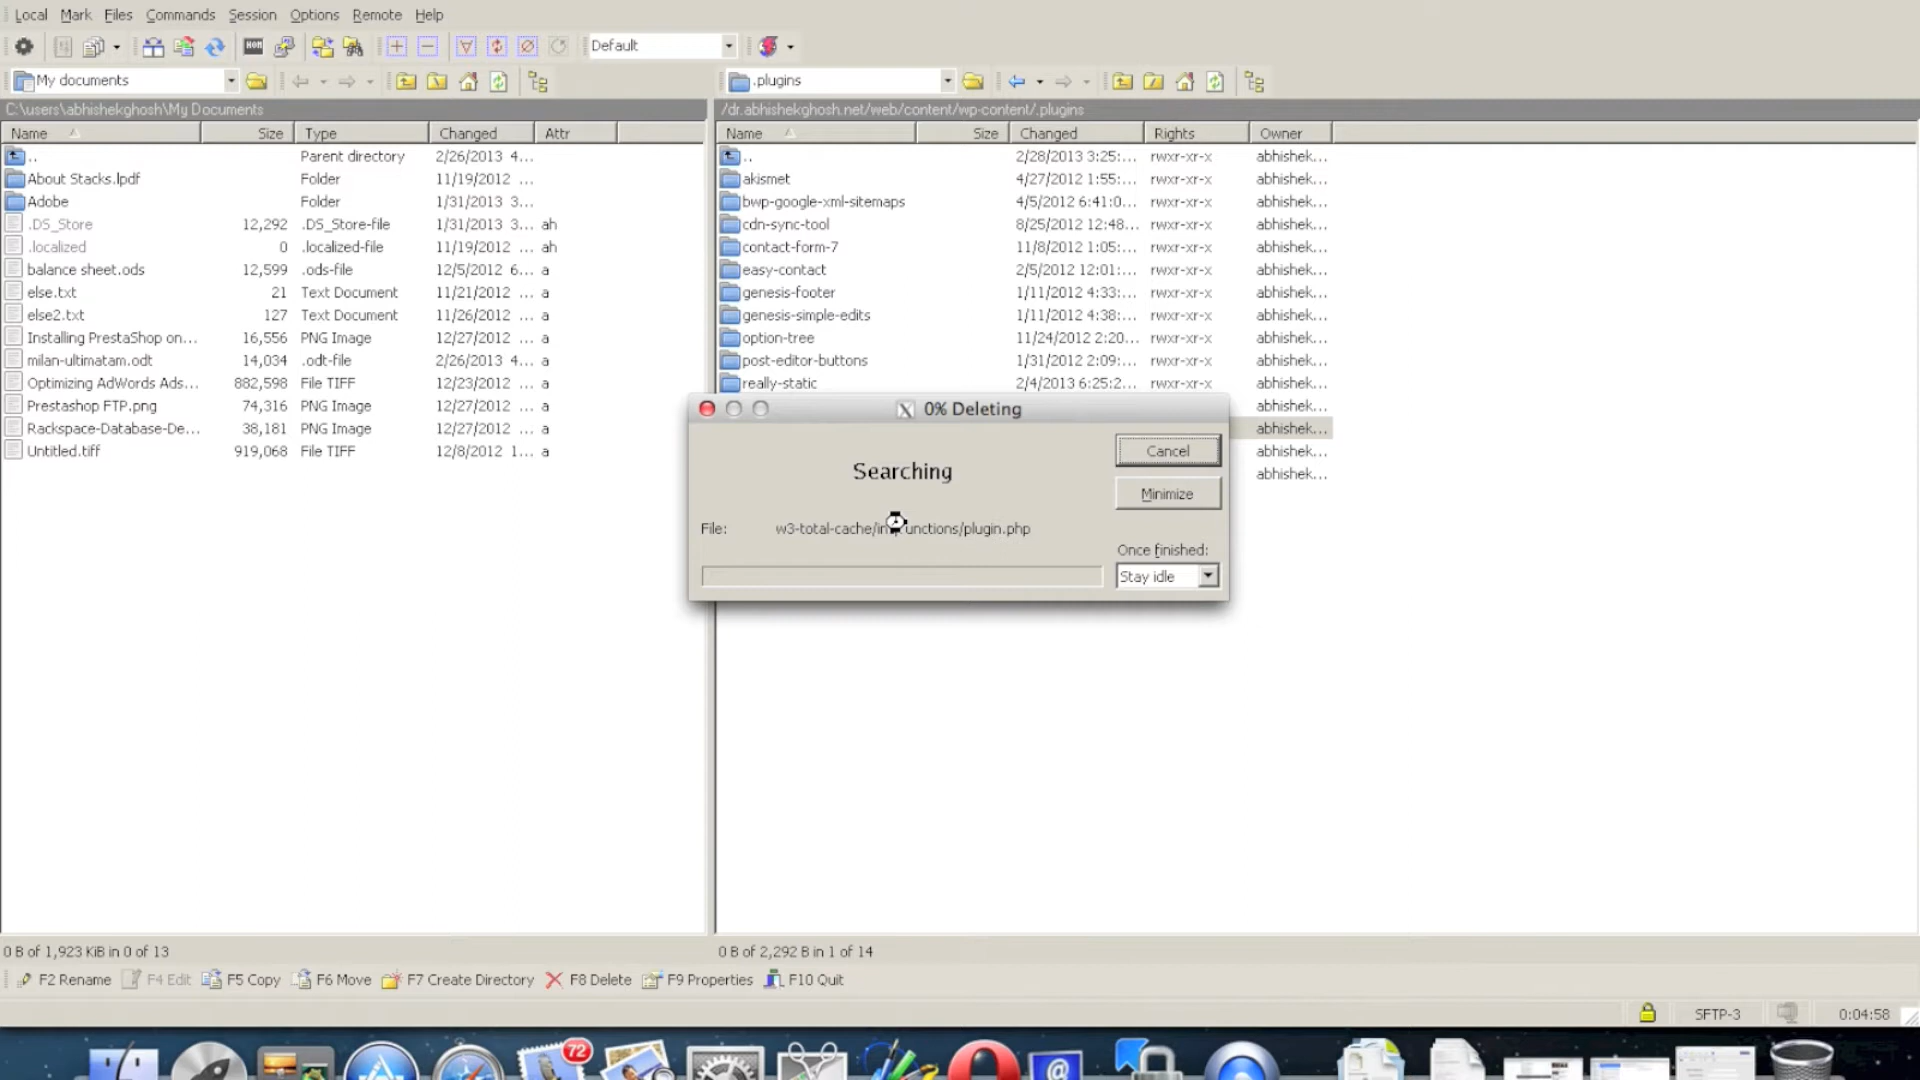 Local Mark Files Commands Session Options Remote Help
Default
My documents
.plugins
C:\users\abhishekghosh\My Documents
/dr.abhishekghosh.net/web/content/wp-content/.plugins
Name Size Type Changed Attr
Name Size Changed Rights Owner
.. Parent directory 2/26/2013 4...
About Stacks.lpdf Folder 11/19/2012 ...
Adobe Folder 1/31/2013 3...
.DS_Store 12,292 .DS_Store-file 1/31/2013 3... ah
.localized 0 .localized-file 11/19/2012 ... ah
balance sheet.ods 12,599 .ods-file 12/5/2012 6... a
else.txt 21 Text Document 11/21/2012 ... a
else2.txt 127 Text Document 11/26/2012 ... a
Installing PrestaShop on... 16,556 PNG Image 12/27/2012 ... a
milan-ultimatam.odt 14,034 .odt-file 2/26/2013 4... a
Optimizing AdWords Ads... 882,598 File TIFF 12/23/2012 ... a
Prestashop FTP.png 74,316 PNG Image 12/27/2012 ... a
Rackspace-Database-De... 38,181 PNG Image 12/27/2012 ... a
Untitled.tiff 919,068 File TIFF 12/8/2012 1... a
.. 2/28/2013 3:25:... rwxr-xr-x abhishek...
akismet 4/27/2012 1:55:... rwxr-xr-x abhishek...
bwp-google-xml-sitemaps 4/5/2012 6:41:0... rwxr-xr-x abhishek...
cdn-sync-tool 8/25/2012 12:48... rwxr-xr-x abhishek...
contact-form-7 11/8/2012 1:05:... rwxr-xr-x abhishek...
easy-contact 2/5/2012 12:01:... rwxr-xr-x abhishek...
genesis-footer 1/11/2012 4:33:... rwxr-xr-x abhishek...
genesis-simple-edits 1/11/2012 4:38:... rwxr-xr-x abhishek...
option-tree 11/24/2012 2:20... rwxr-xr-x abhishek...
post-editor-buttons 1/31/2012 2:09:... rwxr-xr-x abhishek...
really-static 2/4/2013 6:25:2... rwxr-xr-x abhishek...
abhishek...
abhishek...
abhishek...
abhishek...
0% Deleting
Searching
File: w3-total-cache/in unctions/plugin.php
Cancel
Minimize
Once finished:
Stay idle
0 B of 1,923 KiB in 0 of 13
0 B of 2,292 B in 1 of 14
F2 Rename F4 Edit F5 Copy F6 Move F7 Create Directory F8 Delete F9 Properties F10 Quit
SFTP-3 0:04:58
72
@